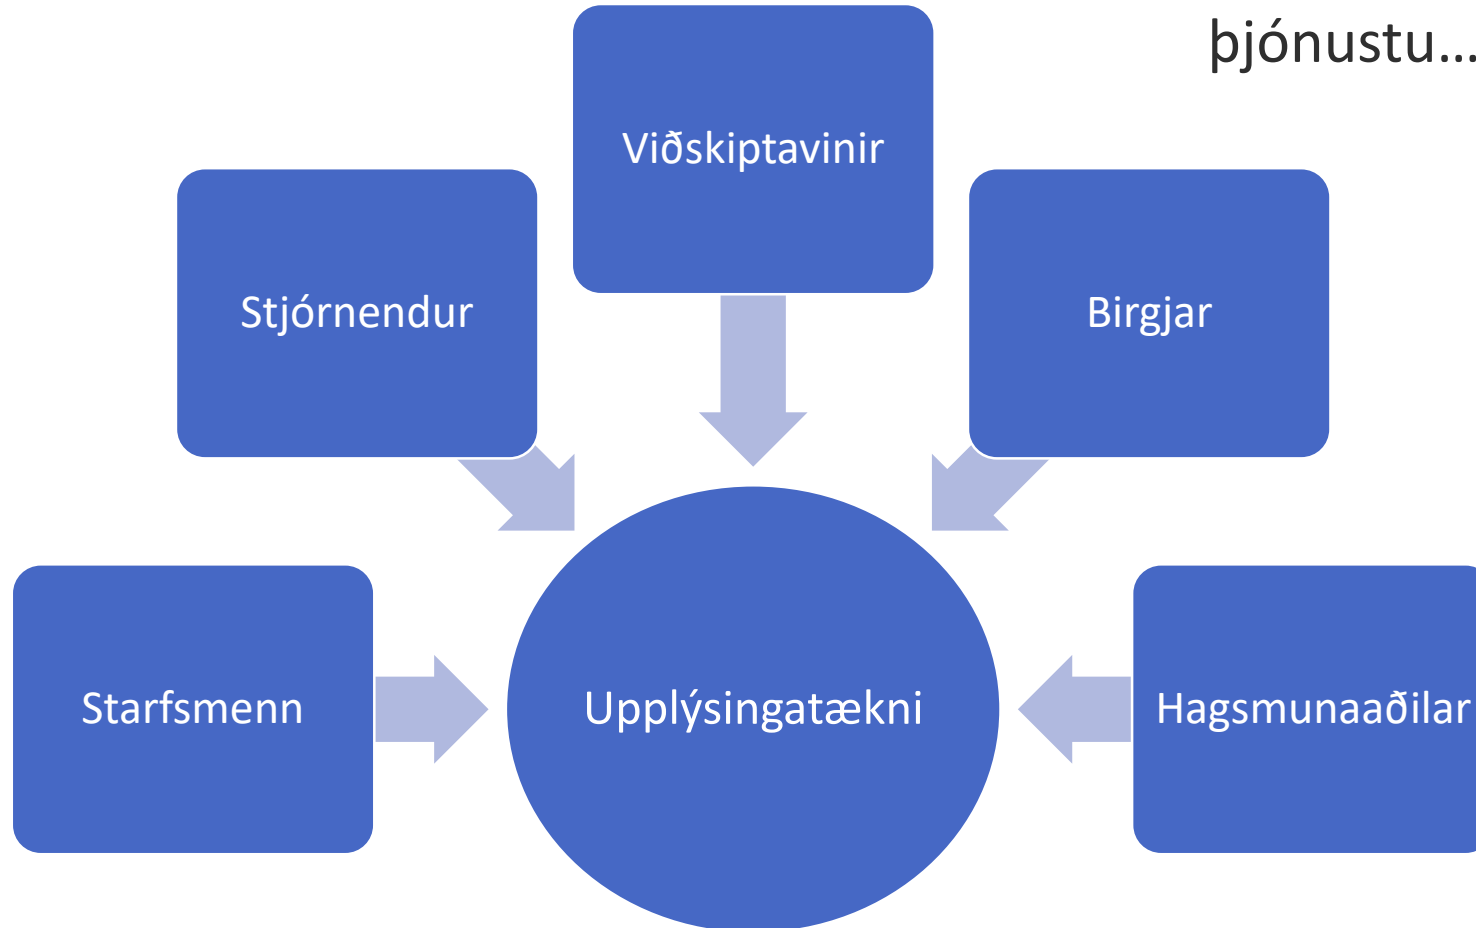 þjónustu...
Viðskiptavinir
Stjórnendur
Birgjar
Starfsmenn
Upplýsingatækni
Hagsmunaaðilar